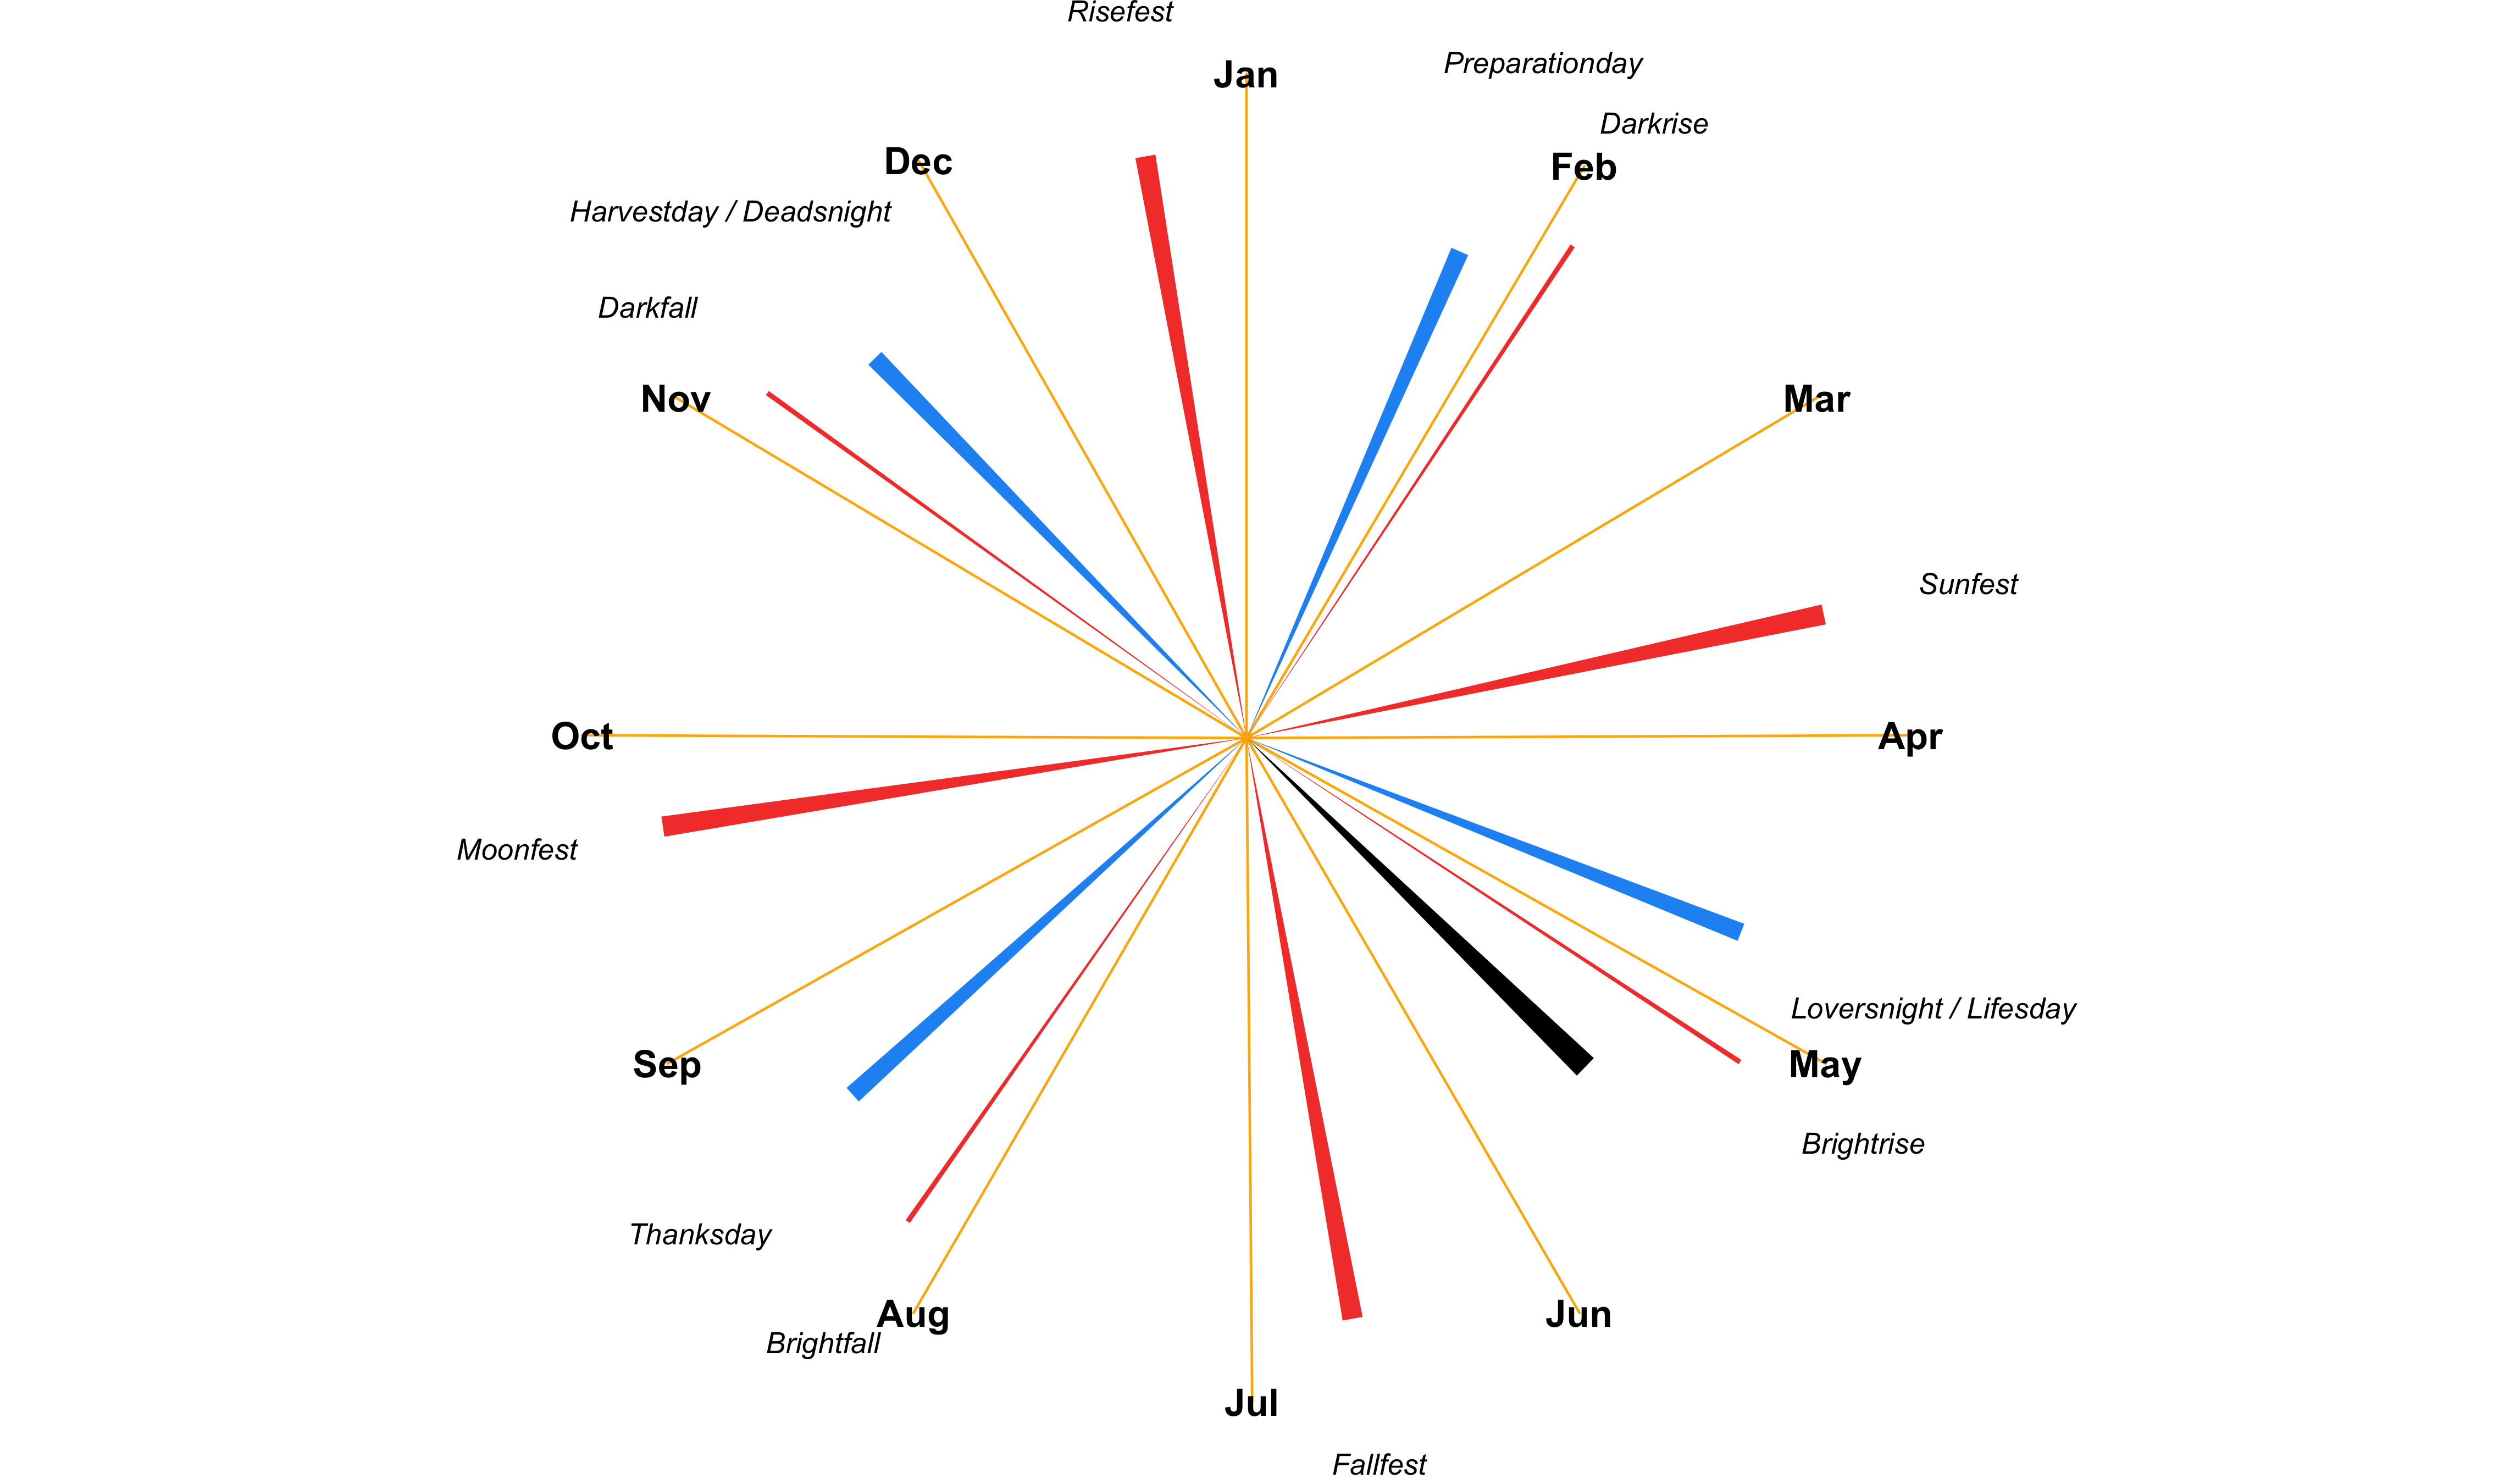 Risefest
Preparationday
Jan
Darkrise
Dec
Feb
Harvestday / Deadsnight
Darkfall
Nov
Mar
Sunfest
Oct
Apr
Moonfest
Loversnight / Lifesday
Sep
May
Brightrise
Thanksday
Aug
Jun
Brightfall
Jul
Fallfest